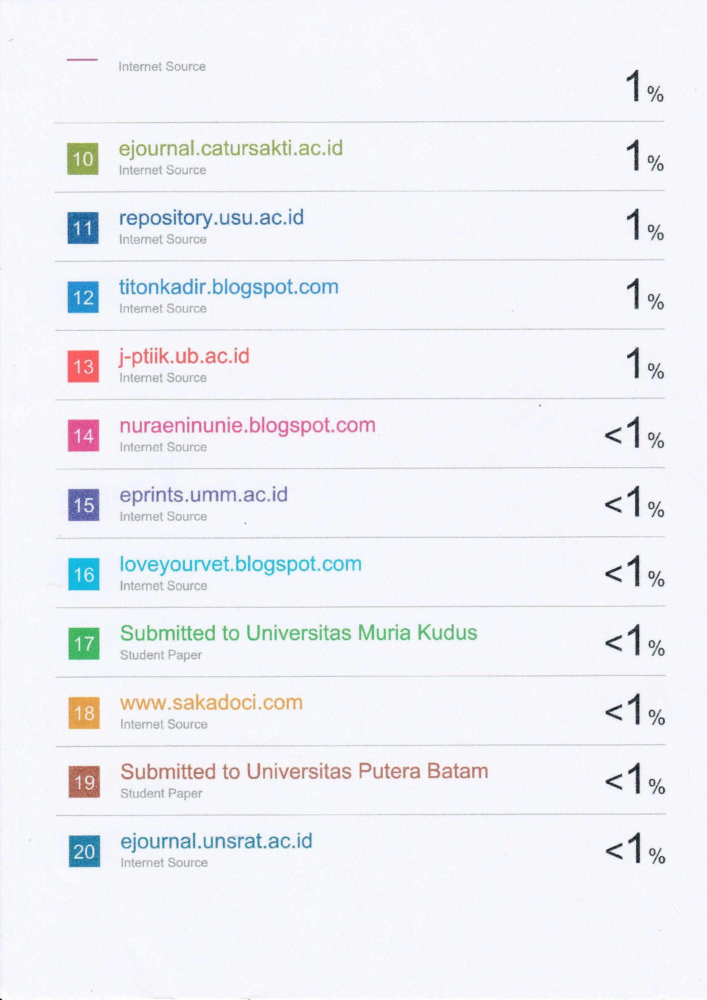 Internet Source
1%
10 ejournal.catursakti.ac.id 1%
Internet Source
11 repository.usu.ac.id 1%
Internet Source
12 titonkadir.blogspot.com 1%
Internet Source
13 j-ptiik.ub.ac.id 1%
Internet Source
14 nuraeninunie.blogspot.com <1%
Internet Source
15 eprints.umm.ac.id <1%
Internet Source
16 loveyourvet.blogspot.com <1%
Internet Source
17 Submitted to Universitas Muria Kudus <1%
Student Paper
18 www.sakadoci.com <1%
Internet Source
19 Submitted to Universitas Putera Batam <1%
Student Paper
20 ejournal.unsrat.ac.id <1%
Internet Source